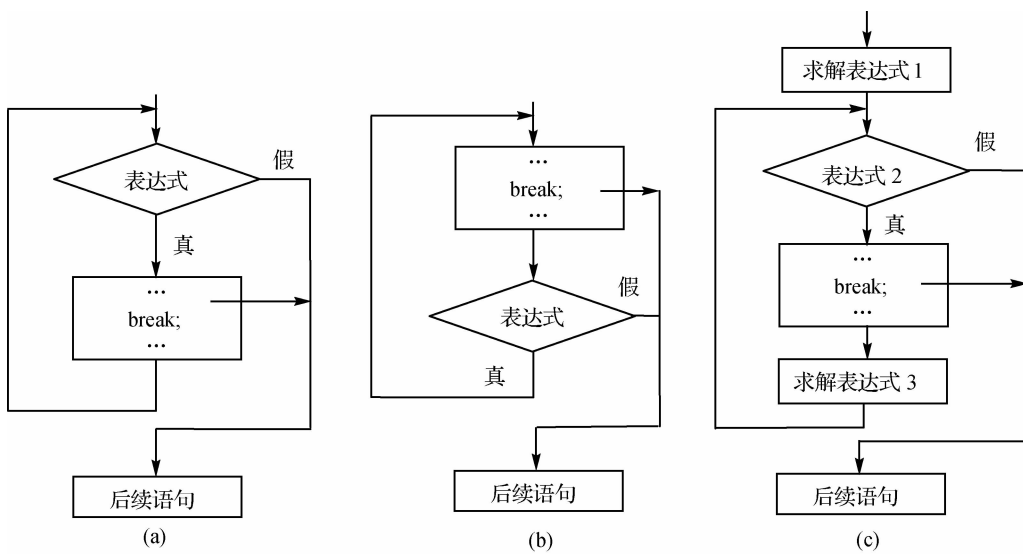 假
表达式
真
…
break;
…
后续语句
(a)
…
break;
…
假
表达式
真
后续语句
(b)
求解表达式 1
假
表达式 2
真
…
break;
…
求解表达式 3
后续语句
(c)